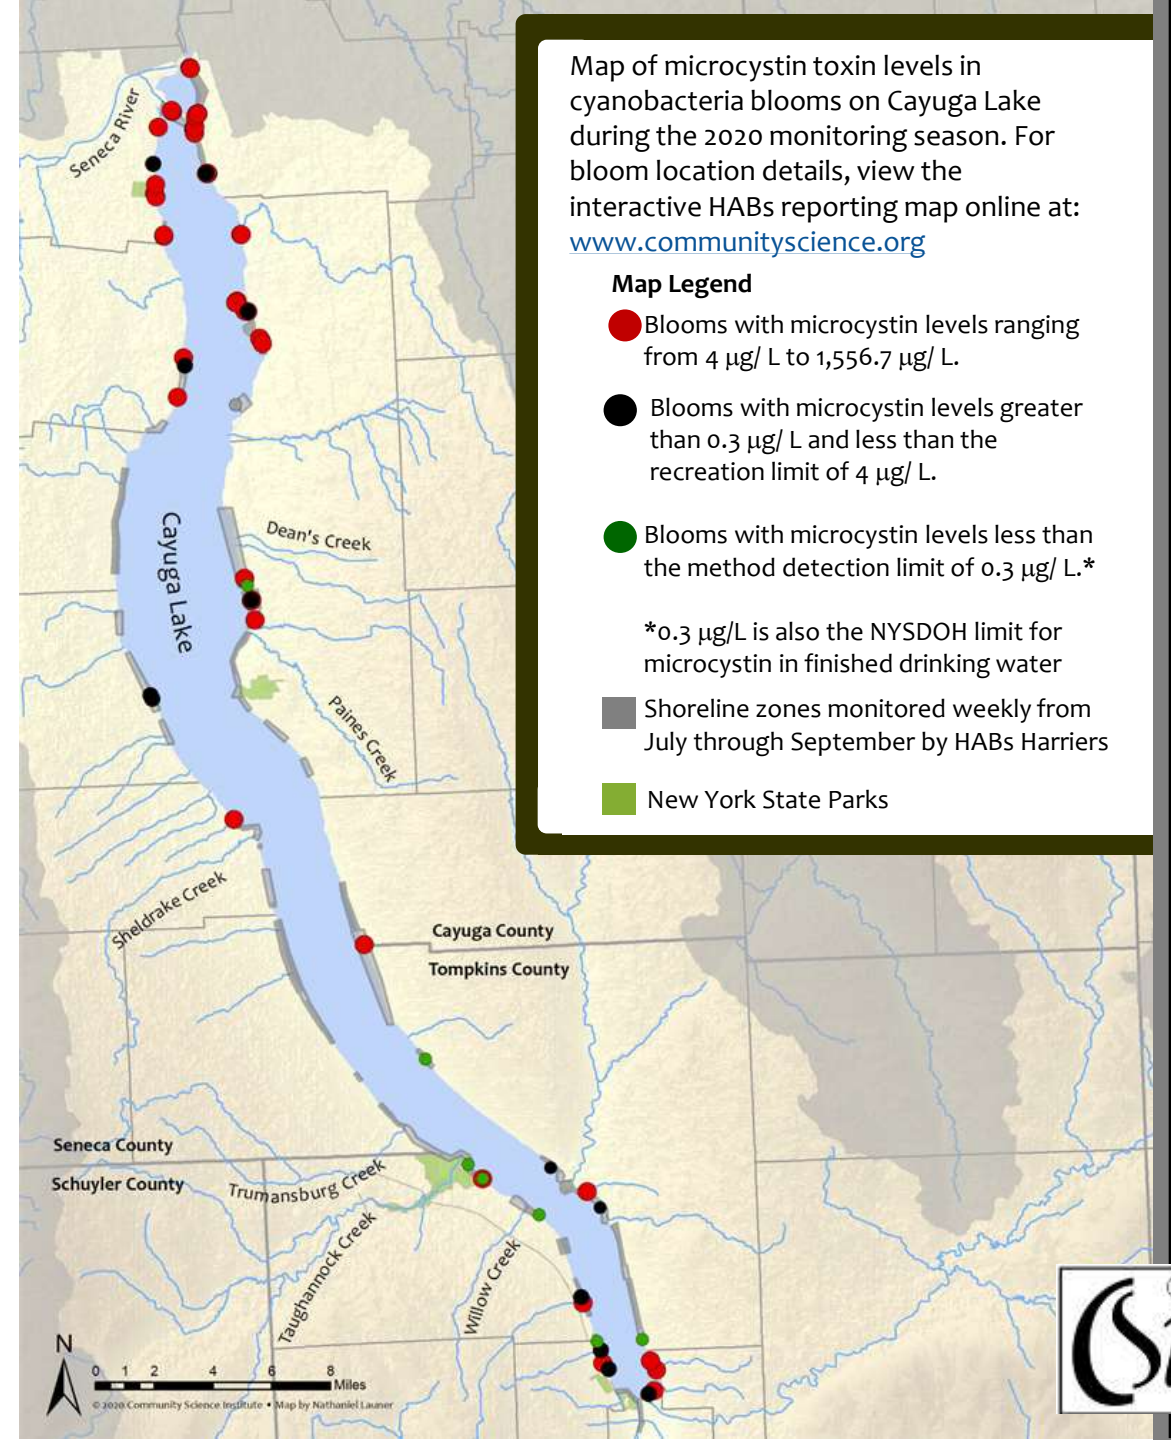 Map of microcystin toxin levels in
cyanobacteria blooms on Cayuga Lake
during the 2020 monitoring season. For
bloom location details, view the
interactive HABs reporting map online at:
www.communityscience.org
Map Legend
Blooms with microcystin levels ranging
from 4 µg/ L to 1,556.7 µg/ L.
Blooms with microcystin levels greater
than 0.3 µg/ L and less than the
recreation limit of 4 µg/ L.
Blooms with microcystin levels less than
the method detection limit of 0.3 µg/ L.*
*0.3 µg/L is also the NYSDOH limit for
microcystin in finished drinking water
Shoreline zones monitored weekly from
July through September by HABs Harriers
New York State Parks
Seneca River
Cayuga Lake
Dean's Creek
Paines Creek
Sheldrake Creek
Cayuga County
Tompkins County
Seneca County
Schuyler County
Trumansburg Creek
Taughannock Creek
Willow Creek
N
0 1 2 4 6 8
Miles
© 2020 Community Science Institute • Map by Nathaniel Launer